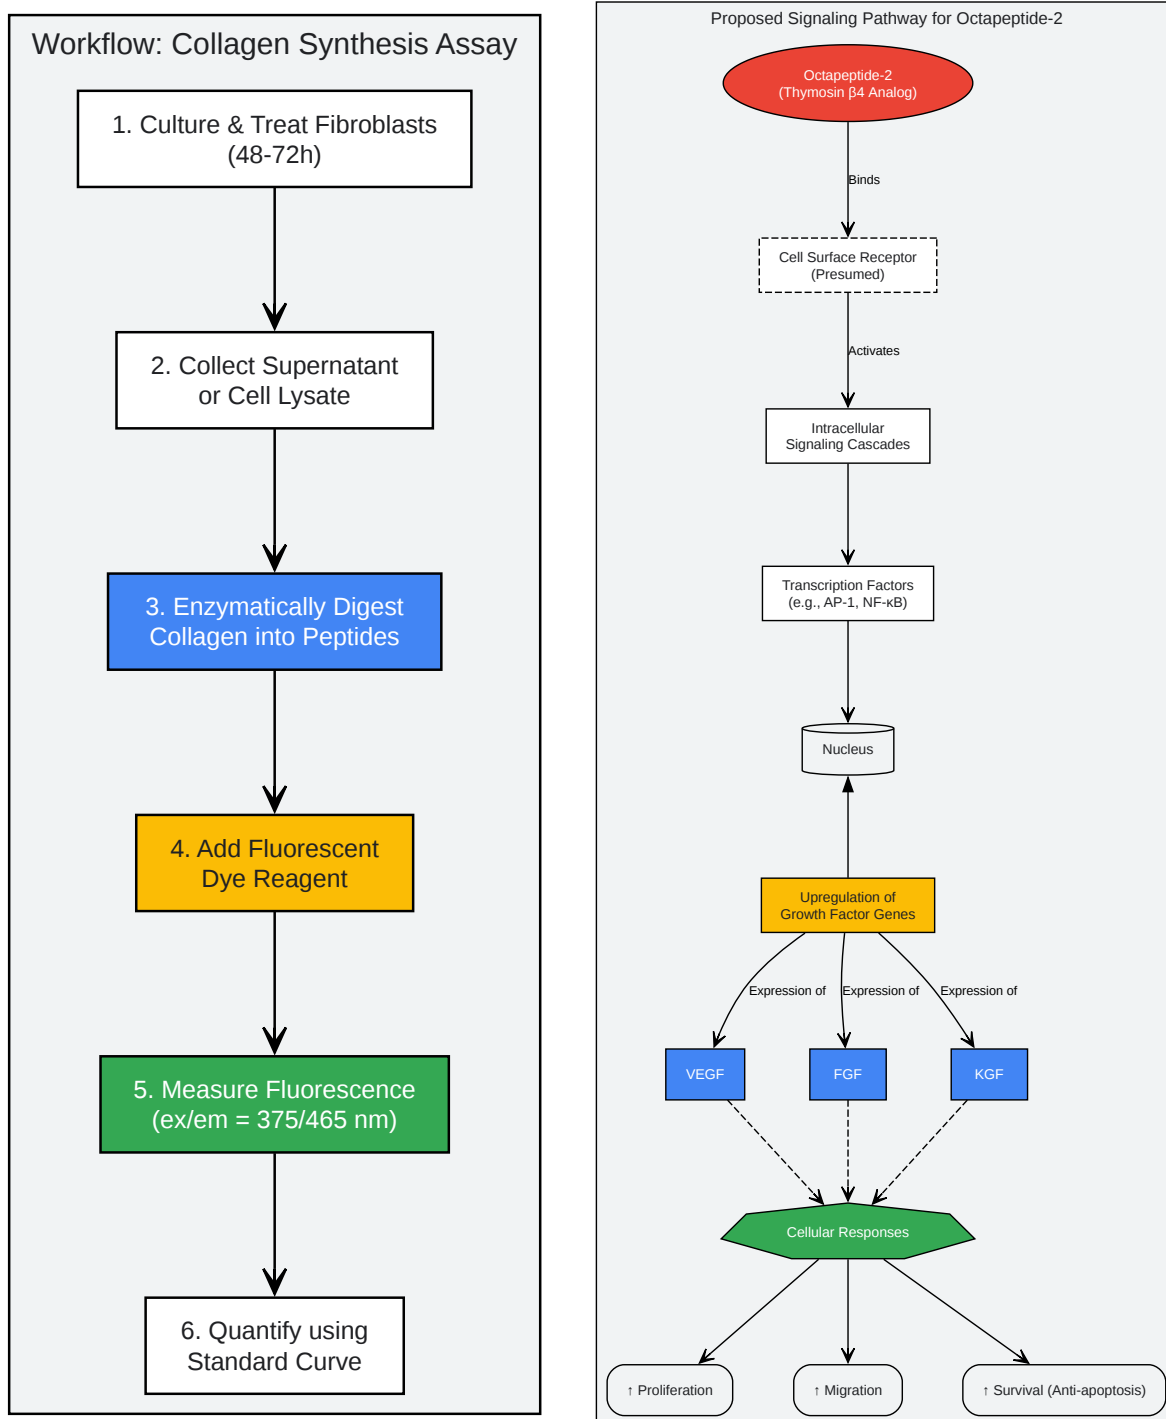 Workflow: Collagen Synthesis Assay
1. Culture & Treat Fibroblasts
(48-72h)
2. Collect Supernatant
or Cell Lysate
3. Enzymatically Digest
Collagen into Peptides
4. Add Fluorescent
Dye Reagent
5. Measure Fluorescence
(ex/em = 375/465 nm)
6. Quantify using
Standard Curve
Proposed Signaling Pathway for Octapeptide-2
Octapeptide-2
(Thymosin β4 Analog)
Binds
Cell Surface Receptor
(Presumed)
Activates
Intracellular
Signaling Cascades
Transcription Factors
(e.g., AP-1, NF-κB)
Nucleus
Upregulation of
Growth Factor Genes
Expression of
Expression of
Expression of
VEGF
FGF
KGF
Cellular Responses
↑ Proliferation
↑ Migration
↑ Survival (Anti-apoptosis)